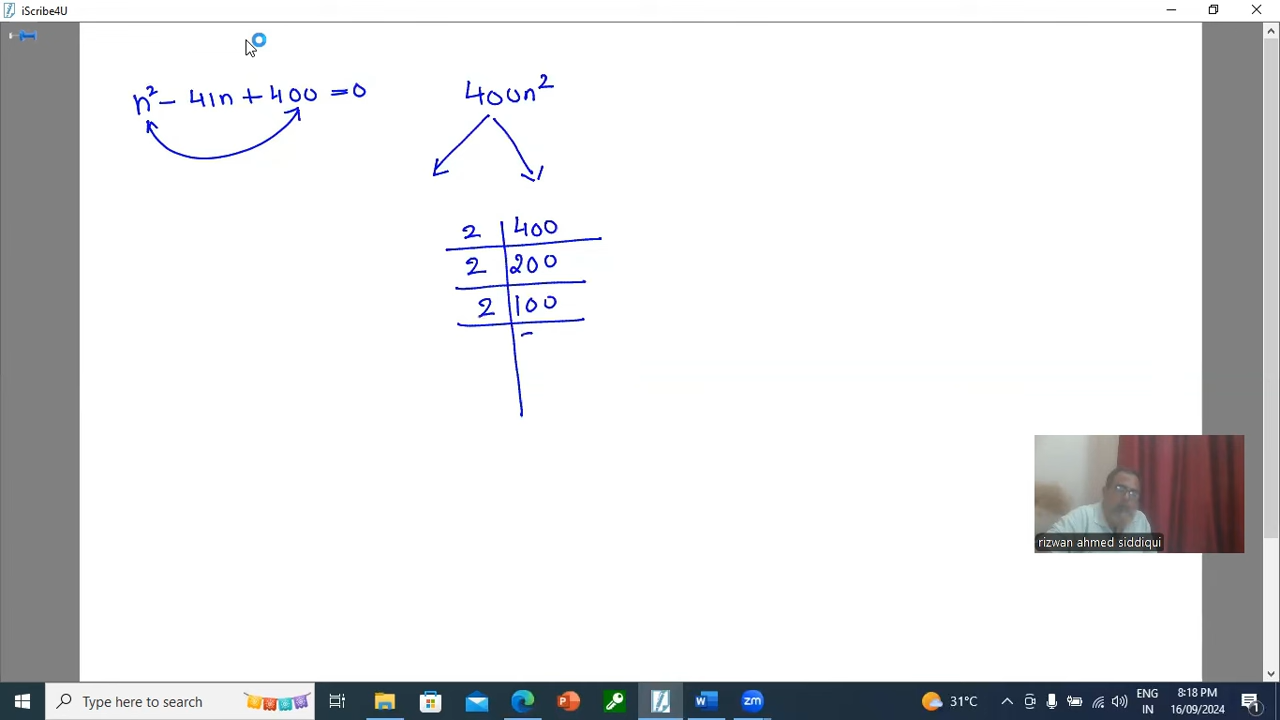 iScribe4U
n² - 41n + 400 = 0
400n²
2 | 400
2 | 200
2 | 100
rizwan ahmed siddiqui
Type here to search
31°C
ENG
IN
8:18 PM
16/09/2024
1